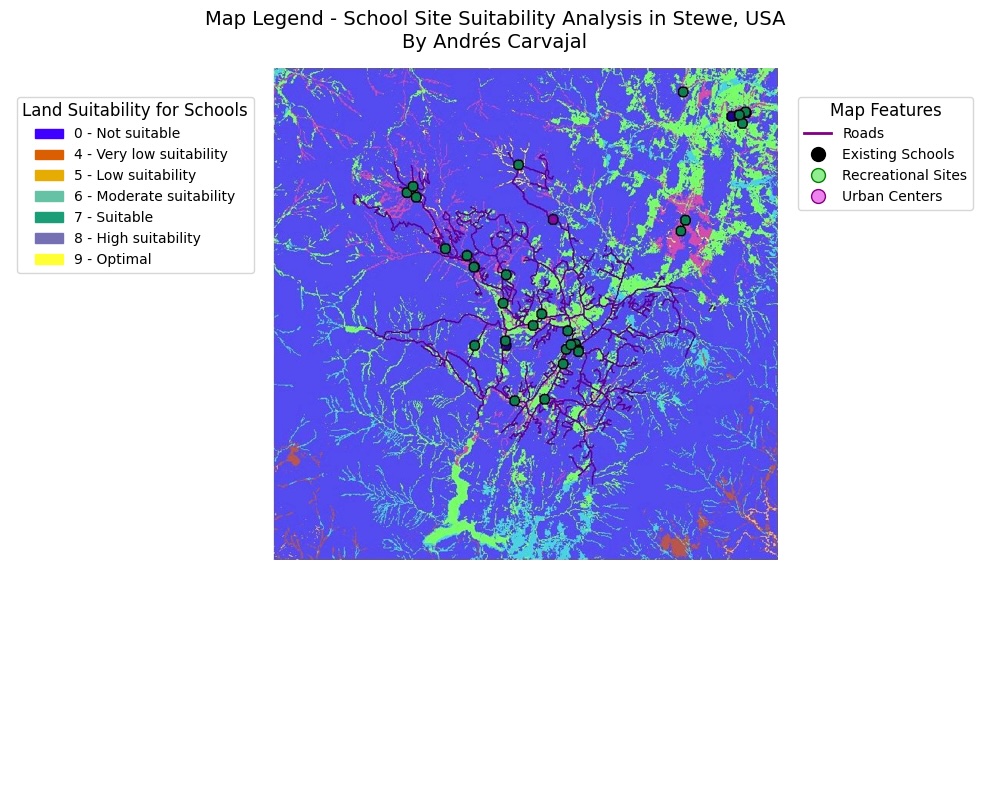 Map Legend - School Site Suitability Analysis in Stewe, USA
By Andrés Carvajal
Land Suitability for Schools
0 - Not suitable
4 - Very low suitability
5 - Low suitability
6 - Moderate suitability
7 - Suitable
8 - High suitability
9 - Optimal
Map Features
Roads
Existing Schools
Recreational Sites
Urban Centers